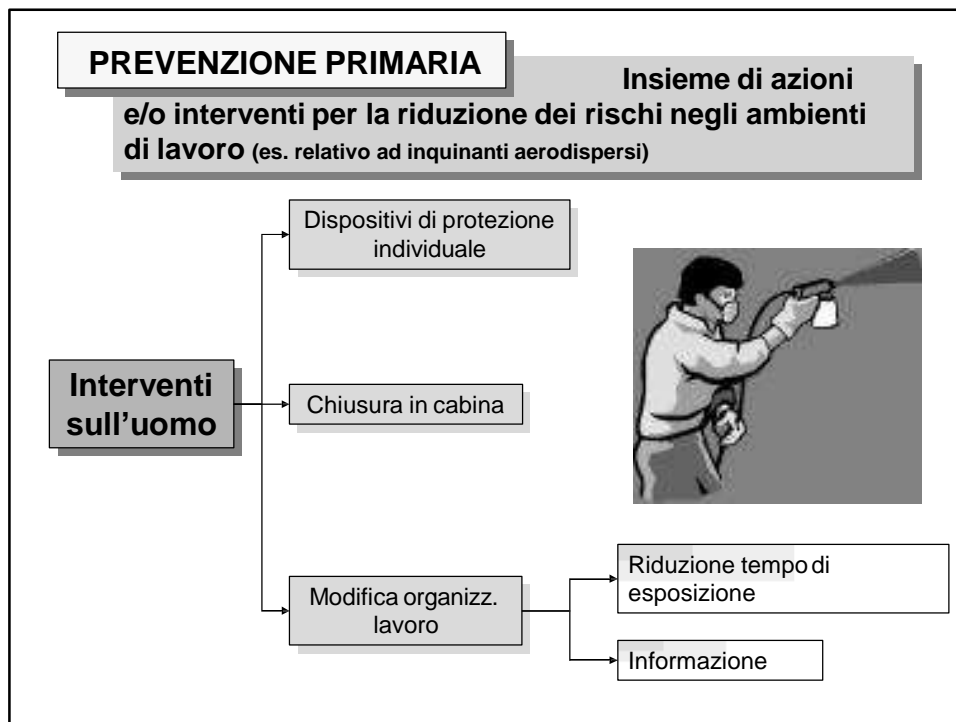 PREVENZIONE PRIMARIA
Insieme di azioni
e/o interventi per la riduzione dei rischi negli ambienti
di lavoro (es. relativo ad inquinanti aerodispersi)
Dispositivi di protezione
individuale
Interventi
sull’uomo
Chiusura in cabina
Modifica organizz.
lavoro
Riduzione tempo di
esposizione
Informazione